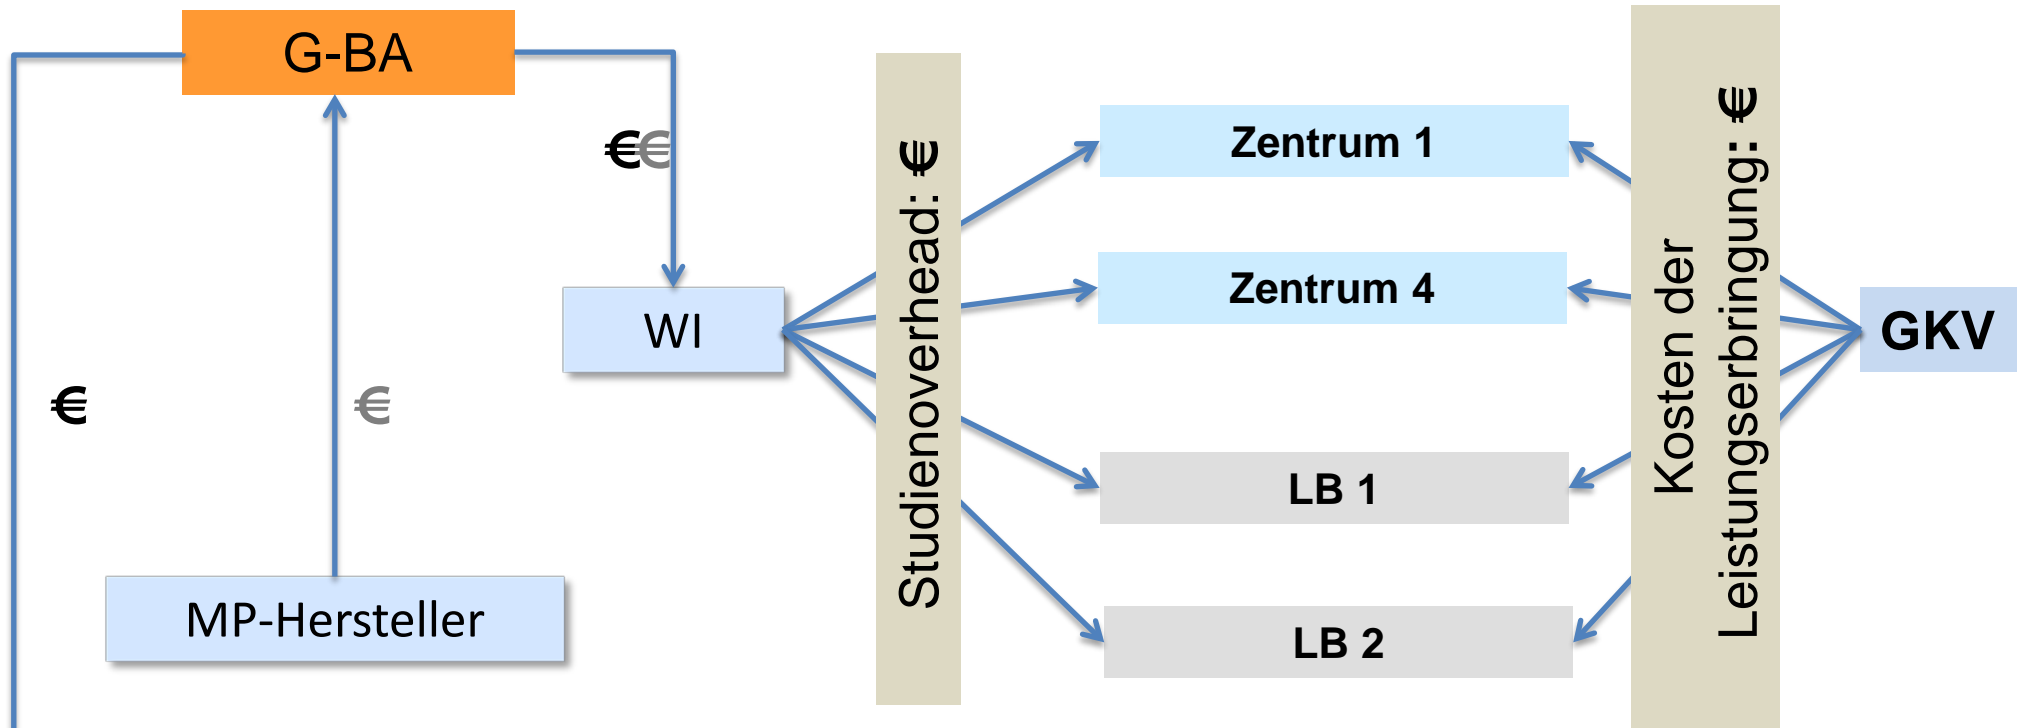 G-BA
€€
€
€
WI
MP-Hersteller
Studienoverhead: €
Zentrum 1
Zentrum 4
LB 1
LB 2
Kosten der
Leistungserbringung: €
GKV